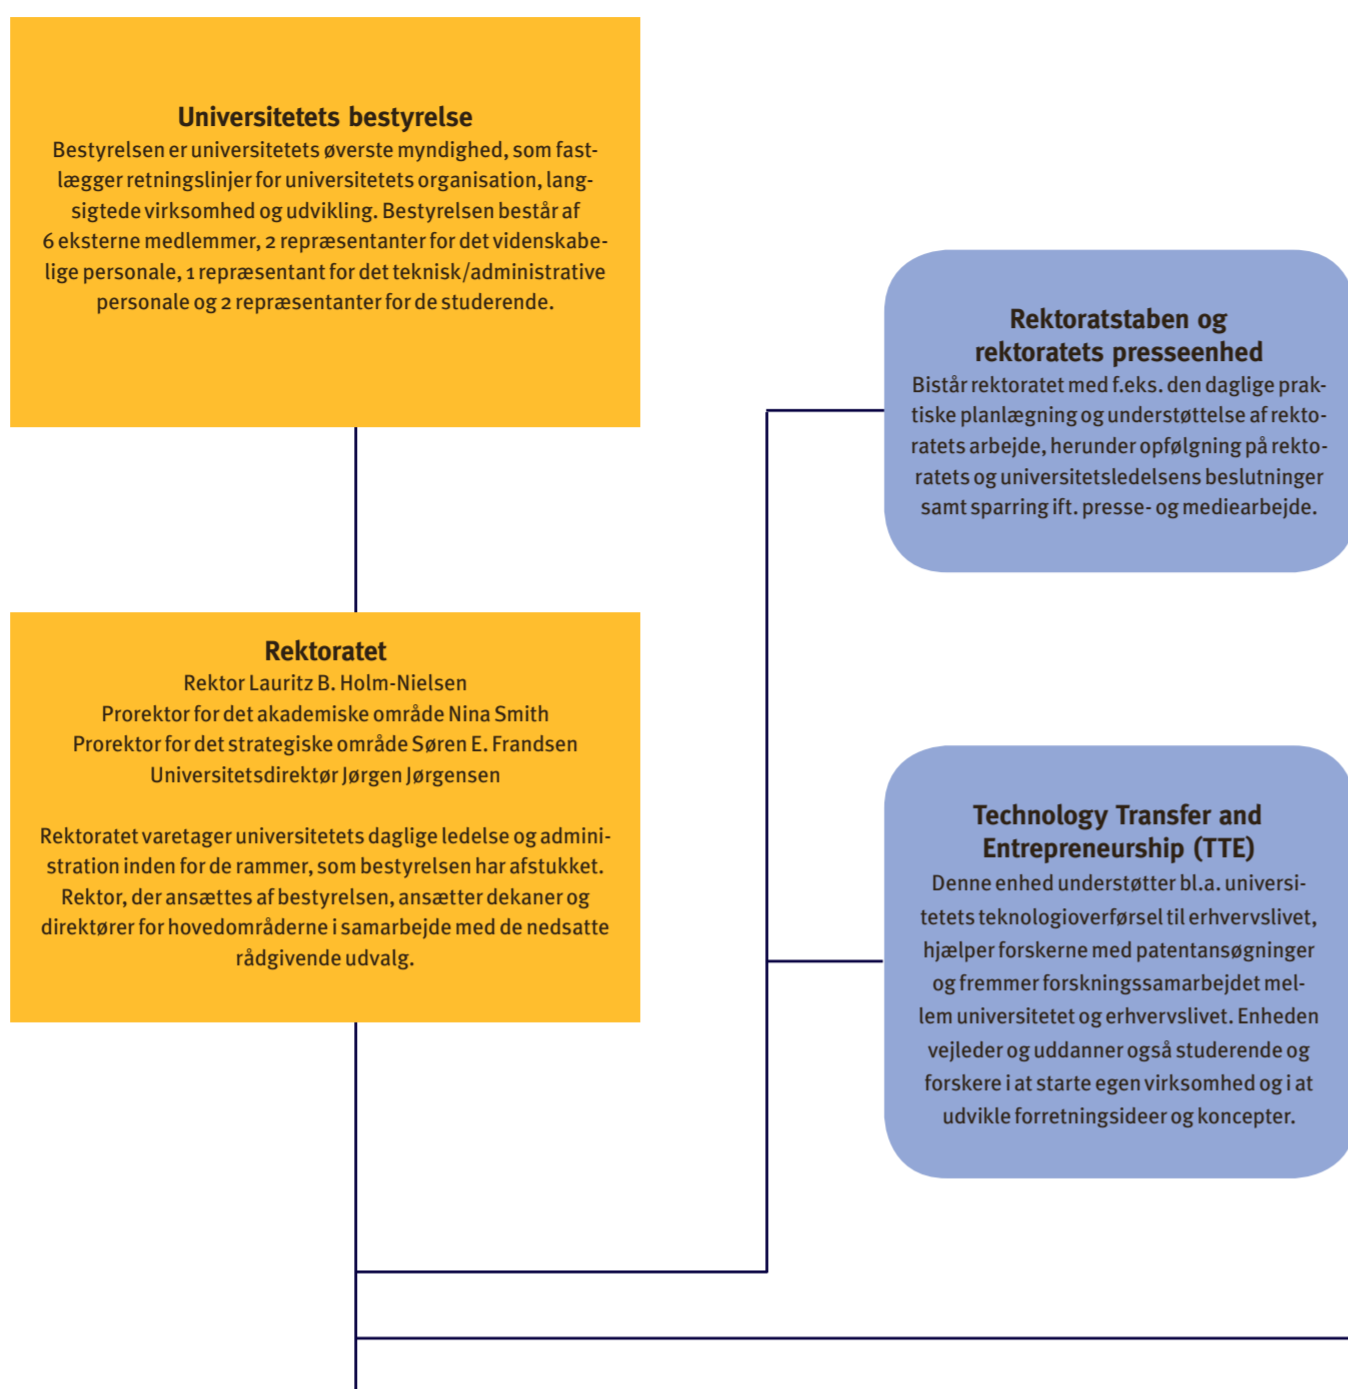 Universitetets bestyrelse
Bestyrelsen er universitetets øverste myndighed, som fast-
lægger retningslinjer for universitetets organisation, lang-
sigtede virksomhed og udvikling. Bestyrelsen består af
6 eksterne medlemmer, 2 repræsentanter for det videnskabe-
lige personale, 1 repræsentant for det teknisk/administrative
personale og 2 repræsentanter for de studerende.
Rektoratet
Rektor Lauritz B. Holm-Nielsen
Prorektor for det akademiske område Nina Smith
Prorektor for det strategiske område Søren E. Frandsen
Universitetsdirektør Jørgen Jørgensen
Rektoratet varetager universitetets daglige ledelse og admini-
stration inden for de rammer, som bestyrelsen har afstukket.
Rektor, der ansættes af bestyrelsen, ansætter dekaner og
direktører for hovedområderne i samarbejde med de nedsatte
rådgivende udvalg.
Rektoratstaben og
rektoratets presseenhed
Bistår rektoratet med f.eks. den daglige prak-
tiske planlægning og understøttelse af rekto-
ratets arbejde, herunder opfølgning på rekto-
ratets og universitetsledelsens beslutninger
samt sparring ift. presse- og mediearbejde.
Technology Transfer and
Entrepreneurship (TTE)
Denne enhed understøtter bl.a. universi-
tetets teknologioverførsel til erhvervslivet,
hjælper forskerne med patentansøgninger
og fremmer forskningssamarbejdet mel-
lem universitetet og erhvervslivet. Enheden
vejleder og uddanner også studerende og
forskere i at starte egen virksomhed og i at
udvikle forretningsideer og koncepter.